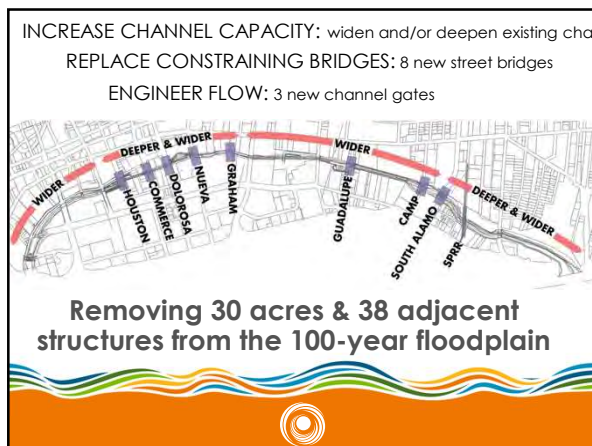 INCREASE CHANNEL CAPACITY: widen and/or deepen existing cha
REPLACE CONSTRAINING BRIDGES: 8 new street bridges
ENGINEER FLOW: 3 new channel gates
WIDER
DEEPER & WIDER
WIDER
DEEPER & WIDER
HOUSTON
COMMERCE
DOLOROSA
NUEVA
GRAHAM
GUADALUPE
CAMP
SOUTH ALAMO
SPRR
Removing 30 acres & 38 adjacent
structures from the 100-year floodplain